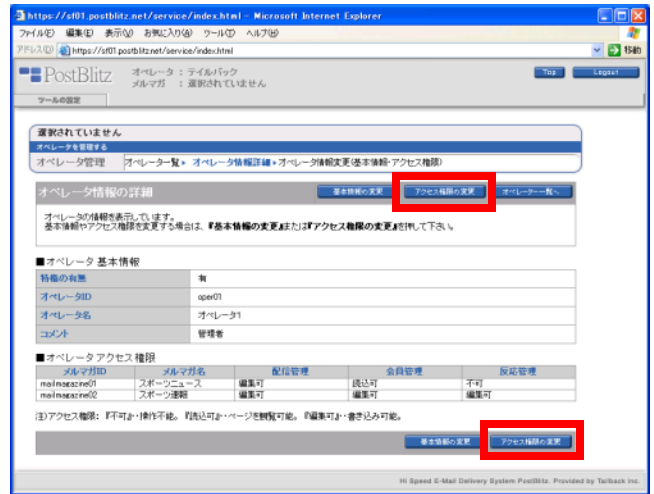 https://st01.postblitz.net/service/index.html - Microsoft Internet Explorer
ファイル(F) 編集(E) 表示(V) お気に入り(A) ツール(T) ヘルプ(H)
アドレス(D) https://st01.postblitz.net/service/index.html 移動
PostBlitz オペレータ : テイルバック Top Logout
メルマガ : 選択されていません
ツールの設定
選択されていません
オペレータを管理する
オペレータ管理 オペレーター覧▶ オペレータ情報詳細▶オペレータ情報変更(基本情報・アクセス権限)
オペレータ情報の詳細 基本情報の変更 アクセス権限の変更 オペレーター一覧へ
オペレータの情報を表示しています。
基本情報やアクセス権限を変更する場合は、『基本情報の変更』または『アクセス権限の変更』を押して下さい。
■オペレータ 基本情報
特権の有無 有
オペレータID oper01
オペレータ名 オペレータ1
コメント 管理者
■オペレータ アクセス権限
メルマガID メルマガ名 配信管理 会員管理 反応管理
mailmagazine01 スポーツニュース 編集可 読込可 不可
mailmagazine02 スポーツ速報 編集可 編集可 編集可
注)アクセス権限: 『不可』・・操作不能。『読込可』・・ページを観覧可能。『編集可』・・書き込み可能。
基本情報の変更 アクセス権限の変更
Hi Speed E-Mail Delivery System PostBlitz. Provided by Tailback inc.